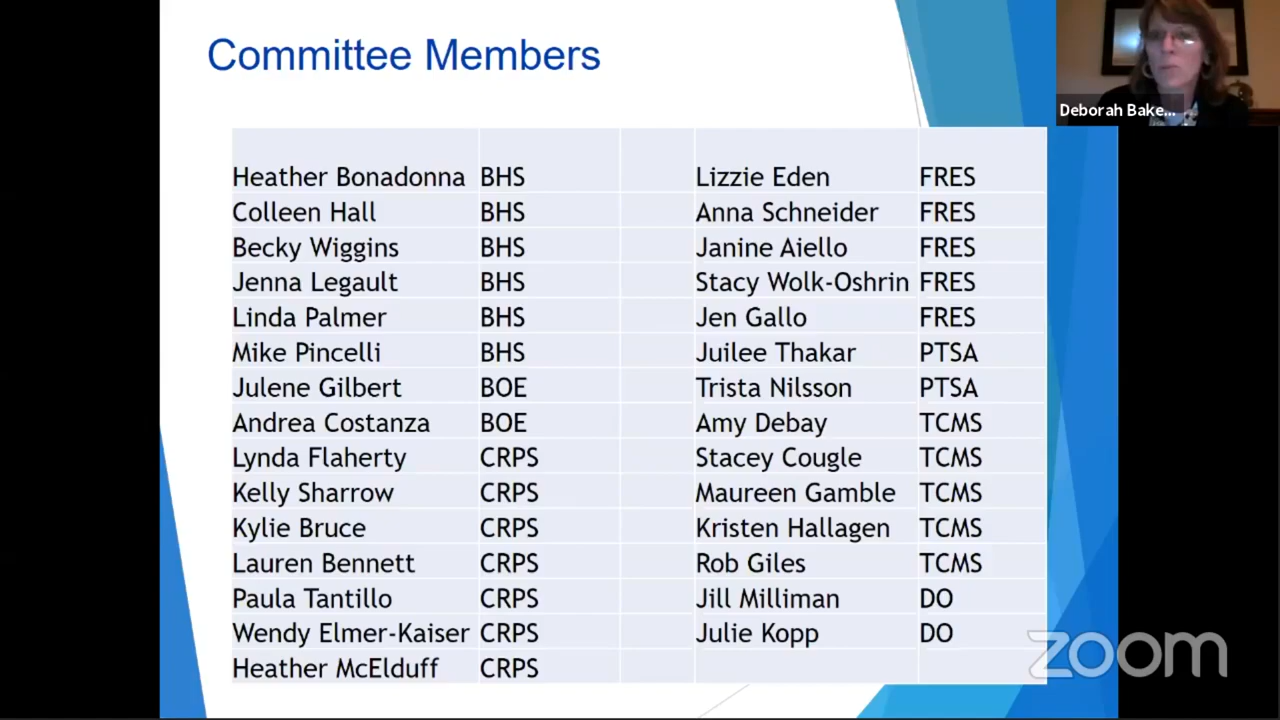 Committee Members
Deborah Bake...
Heather Bonadonna BHS Lizzie Eden FRES
Colleen Hall BHS Anna Schneider FRES
Becky Wiggins BHS Janine Aiello FRES
Jenna Legault BHS Stacy Wolk-Oshrin FRES
Linda Palmer BHS Jen Gallo FRES
Mike Pincelli BHS Juilee Thakar PTSA
Julene Gilbert BOE Trista Nilsson PTSA
Andrea Costanza BOE Amy Debay TCMS
Lynda Flaherty CRPS Stacey Cougle TCMS
Kelly Sharrow CRPS Maureen Gamble TCMS
Kylie Bruce CRPS Kristen Hallagen TCMS
Lauren Bennett CRPS Rob Giles TCMS
Paula Tantillo CRPS Jill Milliman DO
Wendy Elmer-Kaiser CRPS Julie Kopp DO
Heather McElduff CRPS
zoom